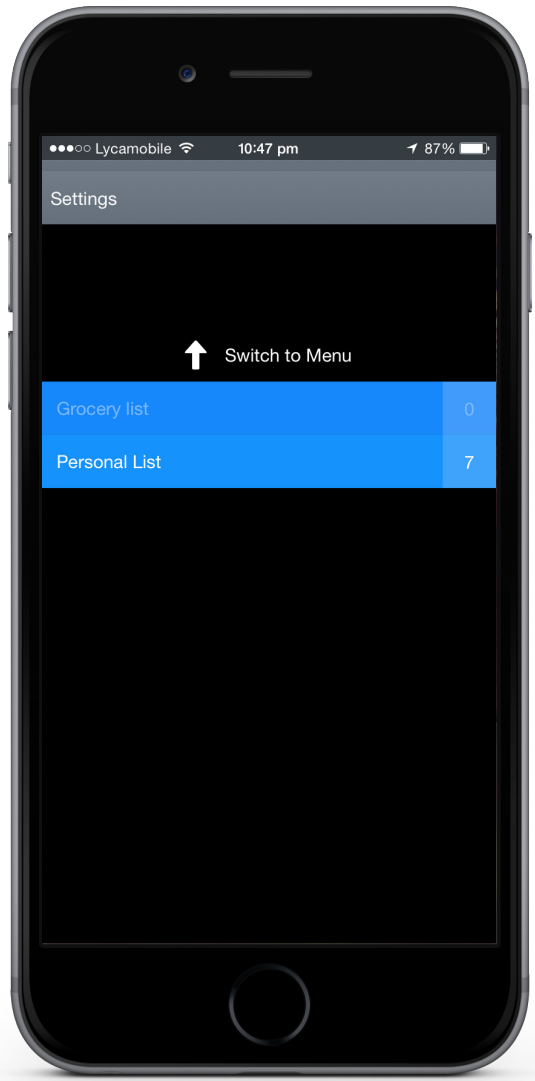 Lycamobile 10:47 pm 87%
Settings
Switch to Menu
Grocery list 0
Personal List 7